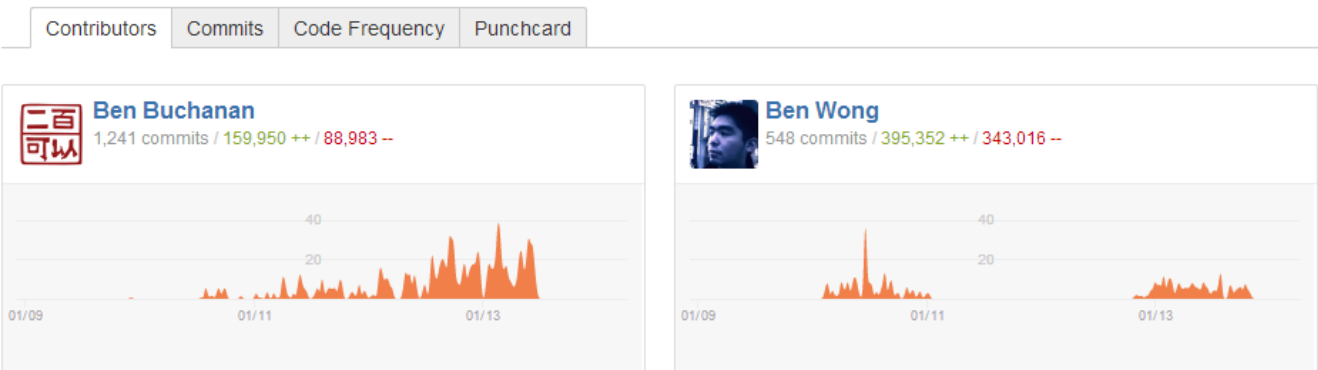 Contributors Commits Code Frequency Punchcard
二百
可以
Ben Buchanan
1,241 commits / 159,950 ++ / 88,983 --
40
20
01/09 01/11 01/13
Ben Wong
548 commits / 395,352 ++ / 343,016 --
40
20
01/09 01/11 01/13